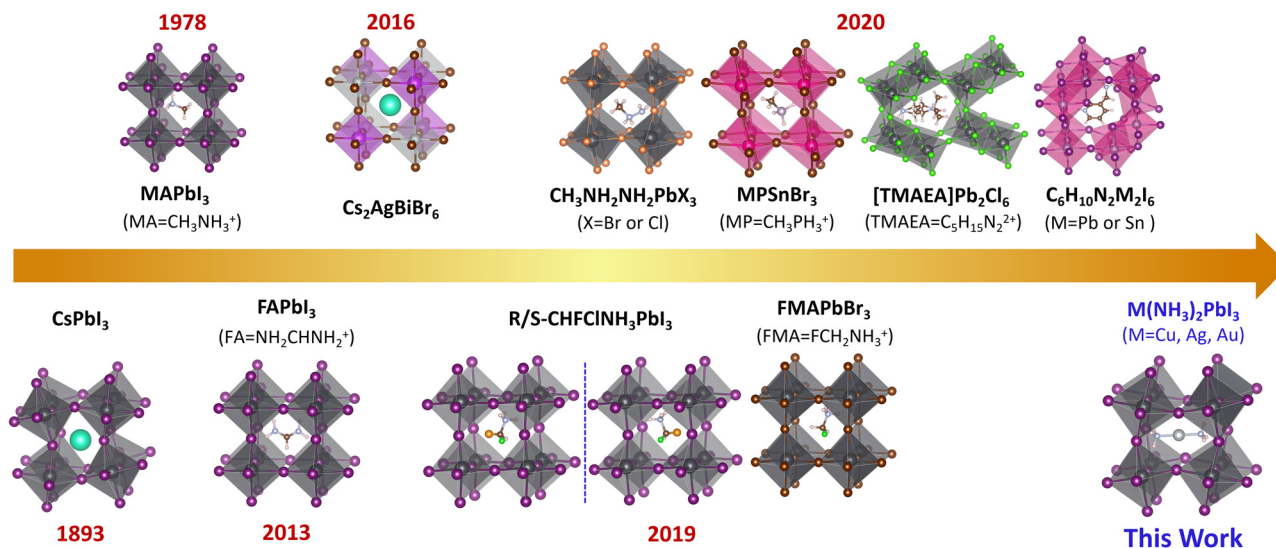 1978
2016
2020
MAPbI₃
(MA=CH₃NH₃⁺)
Cs₂AgBiBr₆
CH₃NH₂NH₂PbX₃
(X=Br or Cl)
MPSnBr₃
(MP=CH₃PH₃⁺)
[TMAEA]Pb₂Cl₆
(TMAEA=C₅H₁₅N₂²⁺)
C₆H₁₀N₂M₂I₆
(M=Pb or Sn )
CsPbI₃
FAPbI₃
(FA=NH₂CHNH₂⁺)
R/S-CHFClNH₃PbI₃
FMAPbBr₃
(FMA=FCH₂NH₃⁺)
M(NH₃)₂PbI₃
(M=Cu, Ag, Au)
1893
2013
2019
This Work